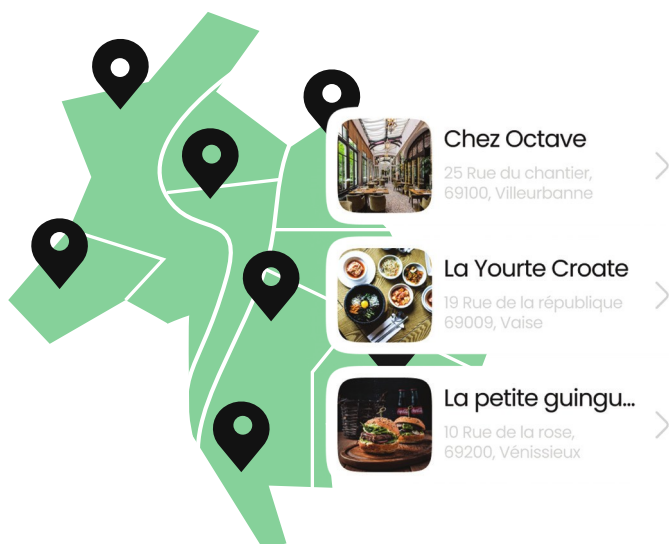 Chez Octave
25 Rue du chantier,
69100, Villeurbanne
La Yourte Croate
19 Rue de la république
69009, Vaise
La petite guingu...
10 Rue de la rose,
69200, Vénissieux